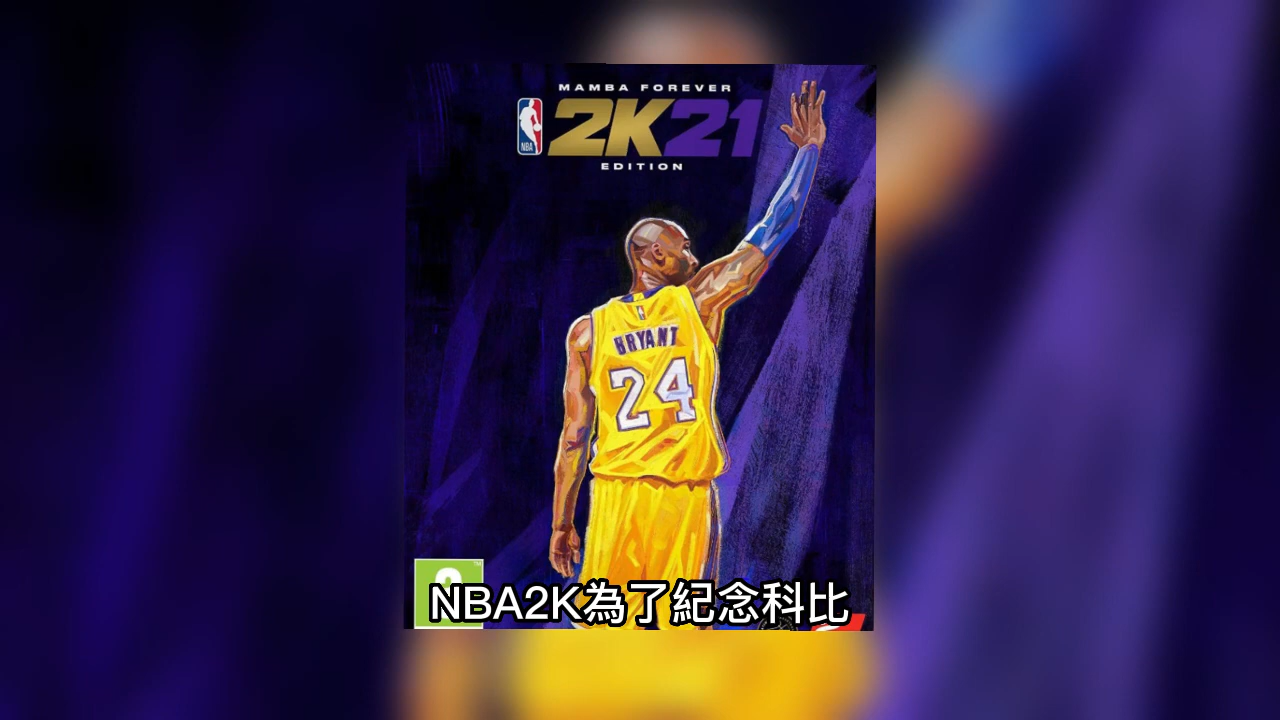 MAMBA FOREVER
NBA
2K21
EDITION
BRYANT
24
NBA2K為了紀念科比